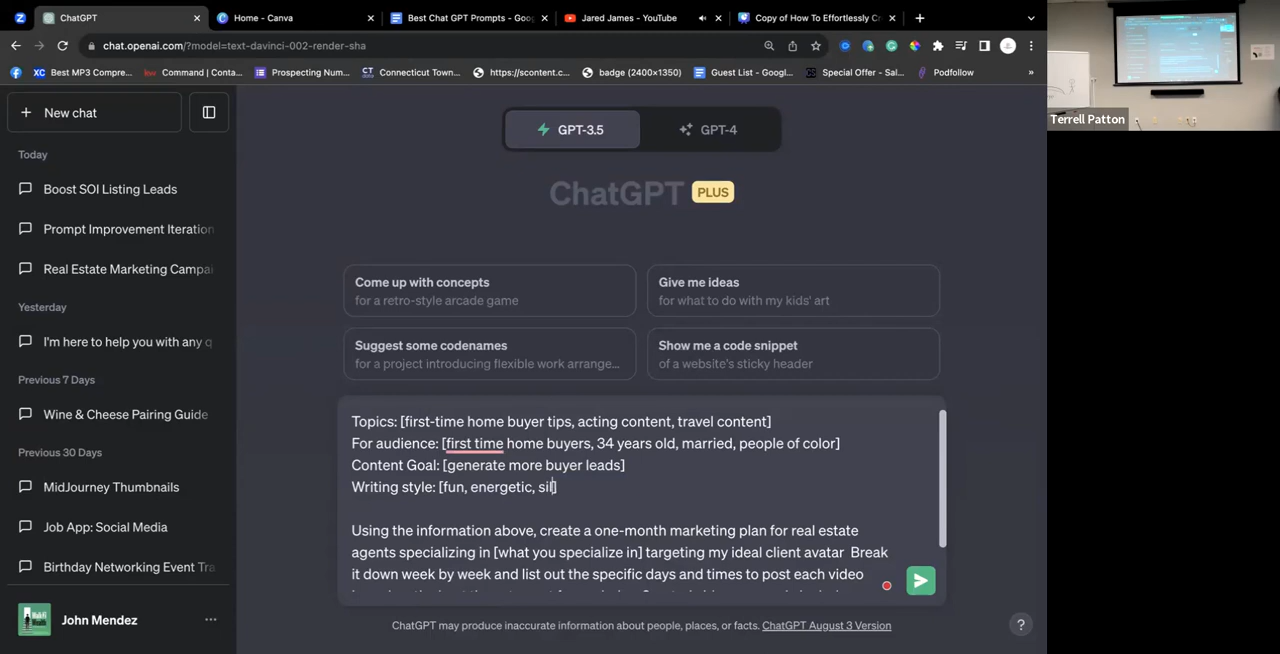 ChatGPT
Home - Canva
Best Chat GPT Prompts - Goo
Jared James - YouTube
Copy of How To Effortlessly Cr
chat.openai.com/?model=text-davinci-002-render-sha
Best MP3 Compre...
Command | Conta...
Prospecting Num...
Connecticut Town...
https://scontent.c...
badge (2400×1350)
Guest List - Googl...
Special Offer - Sal...
Podfollow
»
Terrell Patton
New chat
Today
Boost SOI Listing Leads
Prompt Improvement Iteration
Real Estate Marketing Campai
Yesterday
I'm here to help you with any q
Previous 7 Days
Wine & Cheese Pairing Guide
Previous 30 Days
MidJourney Thumbnails
Job App: Social Media
Birthday Networking Event Tra
John Mendez
...
GPT-3.5
GPT-4
ChatGPT PLUS
Come up with concepts
for a retro-style arcade game
Give me ideas
for what to do with my kids' art
Suggest some codenames
for a project introducing flexible work arrange...
Show me a code snippet
of a website's sticky header
Topics: [first-time home buyer tips, acting content, travel content]
For audience: [first time home buyers, 34 years old, married, people of color]
Content Goal: [generate more buyer leads]
Writing style: [fun, energetic, sil]
Using the information above, create a one-month marketing plan for real estate
agents specializing in [what you specialize in] targeting my ideal client avatar Break
it down week by week and list out the specific days and times to post each video
ChatGPT may produce inaccurate information about people, places, or facts. ChatGPT August 3 Version
?